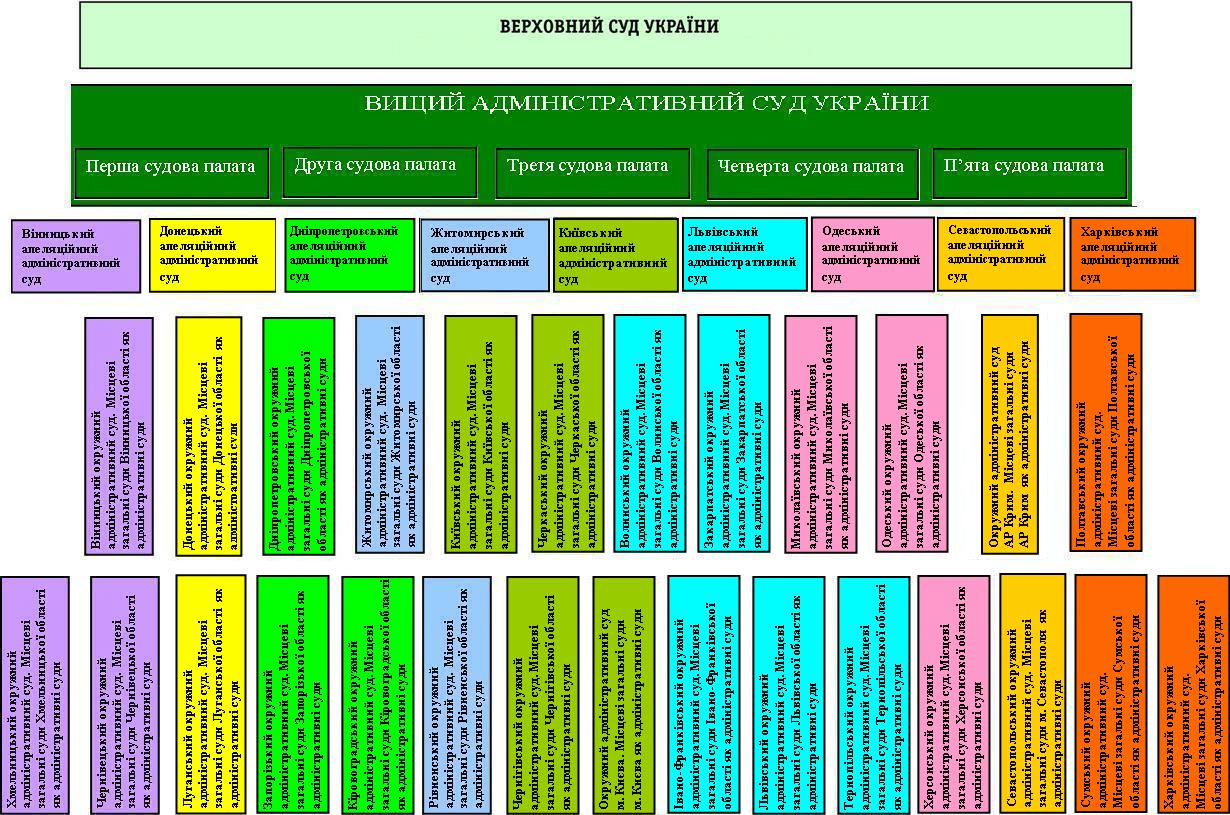 ВЕРХОВНИЙ СУД УКРАЇНИ
ВИЩИЙ АДМІНІСТРАТИВНИЙ СУД УКРАЇНИ
Перша судова палата
Друга судова палата
Третя судова палата
Четверта судова палата
П’ята судова палата
Вінницький
апеляційний
адміністративний
суд
Донецький
апеляційний
адміністративний
суд
Дніпропетровський
апеляційний
адміністративний
суд
Житомирський
апеляційний
адміністративний
суд
Київський
апеляційний
адміністративний
суд
Львівський
апеляційний
адміністративний
суд
Одеський
апеляційний
адміністративний
суд
Севастопольський
апеляційний
адміністративний
суд
Харківський
апеляційний
адміністративний
суд
Вінницький окружний
адміністративний суд. Місцеві
загальні суди Вінницької області як
адміністративні суди
Донецький окружний
адміністративний суд. Місцеві
загальні суди Донецької області як
адміністративні суди
Дніпропетровський окружний
адміністративний суд. Місцеві
загальні суди Дніпропетровської
області як адміністративні суди
Житомирський окружний
адміністративний суд. Місцеві
загальні суди Житомирської області
як адміністративні суди
Київський окружний
адміністративний суд. Місцеві
загальні суди Київської області як
адміністративні суди
Черкаський окружний
адміністративний суд. Місцеві
загальні суди Черкаської області як
адміністративні суди
Волинський окружний
адміністративний суд. Місцеві
загальні суди Волинської області як
адміністративні суди
Закарпатський окружний
адміністративний суд. Місцеві
загальні суди Закарпатської області
як адміністративні суди
Миколаївський окружний
адміністративний суд. Місцеві
загальні суди Миколаївської області
як адміністративні суди
Одеський окружний
адміністративний суд. Місцеві
загальні суди Одеської області як
адміністративні суди
Окружний адміністративний суд
АР Крим. Місцеві загальні суди
АР Крим як адміністративні суди
Полтавський окружний
адміністративний суд.
Місцеві загальні суди Полтавської
області як адміністративні суди
Хмельницький окружний
адміністративний суд. Місцеві
загальні суди Хмельницької області
як адміністративні суди
Чернівецький окружний
адміністративний суд. Місцеві
загальні суди Чернівецької області
як адміністративні суди
Луганський окружний
адміністративний суд. Місцеві
загальні суди Луганської області як
адміністративні суди
Запорізький окружний
адміністративний суд. Місцеві
загальні суди Запорізької області як
адміністративні суди
Кіровоградський окружний
адміністративний суд. Місцеві
загальні суди Кіровоградської області
як адміністративні суди
Рівненський окружний
адміністративний суд. Місцеві
загальні суди Рівненської області як
адміністративні суди
Чернігівський окружний
адміністративний суд. Місцеві
загальні суди Чернігівської області
як адміністративні суди
Окружний адміністративний суд
м. Києва. Місцеві загальні суди
м. Києва як адміністративні суди
Івано-Франківський окружний
адміністративний суд. Місцеві
загальні суди Івано-Франківської
області як адміністративні суди
Львівський окружний
адміністративний суд. Місцеві
загальні суди Львівської області як
адміністративні суди
Тернопільський окружний
адміністративний суд. Місцеві
загальні суди Тернопільської області
як адміністративні суди
Херсонський окружний
адміністративний суд. Місцеві
загальні суди Херсонської області як
адміністративні суди
Севастопольський окружний
адміністративний суд. Місцеві
загальні суди м. Севастополя як
адміністративні суди
Сумський окружний
адміністративний суд.
Місцеві загальні суди Сумської
області як адміністративні суди
Харківський окружний
адміністративний суд.
Місцеві загальні суди Харківської
області як адміністративні суди